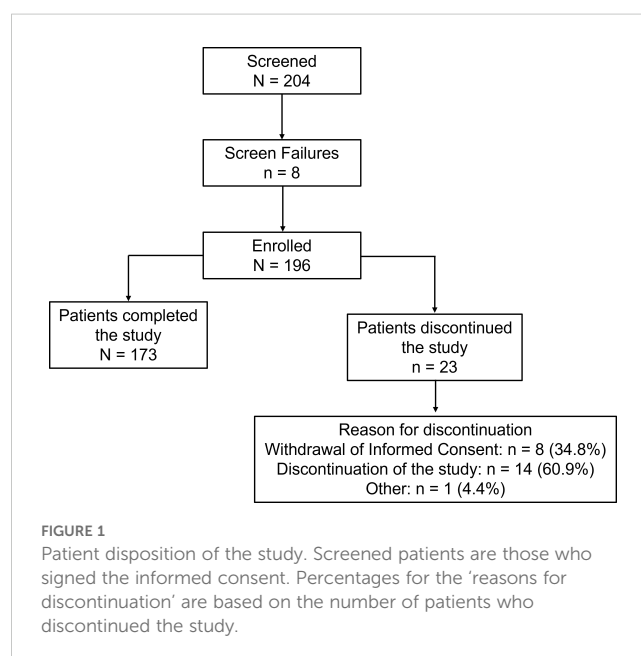 Screened
N = 204
Screen Failures
n = 8
Enrolled
N = 196
Patients completed
the study
N = 173
Patients discontinued
the study
n = 23
Reason for discontinuation
Withdrawal of Informed Consent: n = 8 (34.8%)
Discontinuation of the study: n = 14 (60.9%)
Other: n = 1 (4.4%)
FIGURE 1
Patient disposition of the study. Screened patients are those who
signed the informed consent. Percentages for the ‘reasons for
discontinuation’ are based on the number of patients who
discontinued the study.